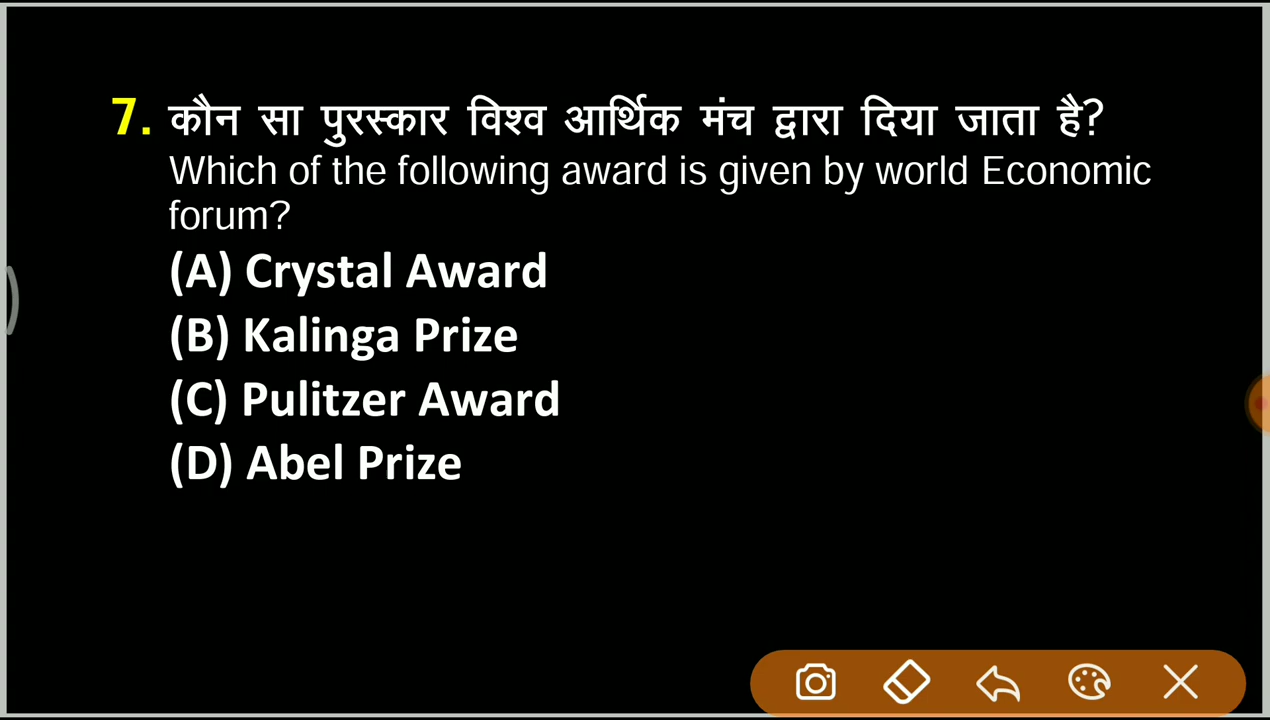 7. कौन सा पुरस्कार विश्व आर्थिक मंच द्वारा दिया जाता है?
Which of the following award is given by world Economic
forum?
(A) Crystal Award
(B) Kalinga Prize
(C) Pulitzer Award
(D) Abel Prize